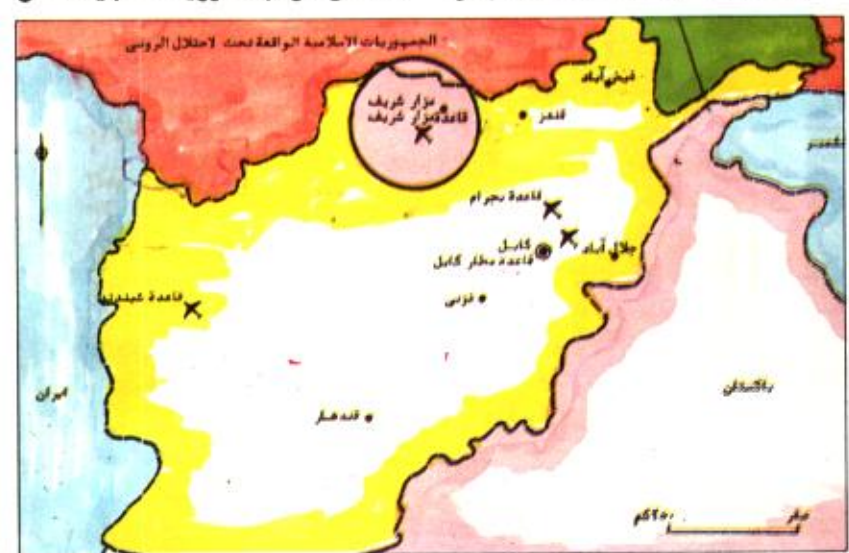 الجمهوريات الاسلامية الواقعة تحت الاحتلال الروسي
فيض آباد
مزار شريف
قاعدة مزار شريف
قندز
قاعدة بجرام
كابل
قاعدة مطار كابل
جلال آباد
قاعدة شيندند
غزني
ايران
باكستان
قندهار
صفر
٢٥٠كم